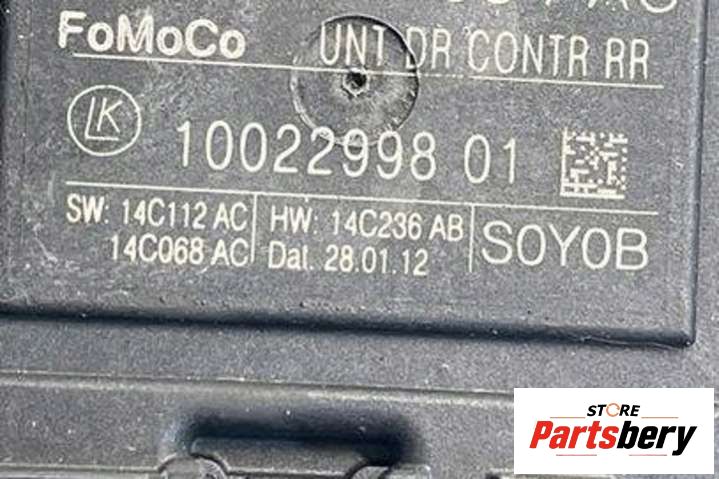 FoMoCo UNT DR CONTR RR
LK 10022998 01
SW: 14C112 AC HW: 14C236 AB SOYOB
14C068 AC Dat. 28.01.12
STORE
Partsbery